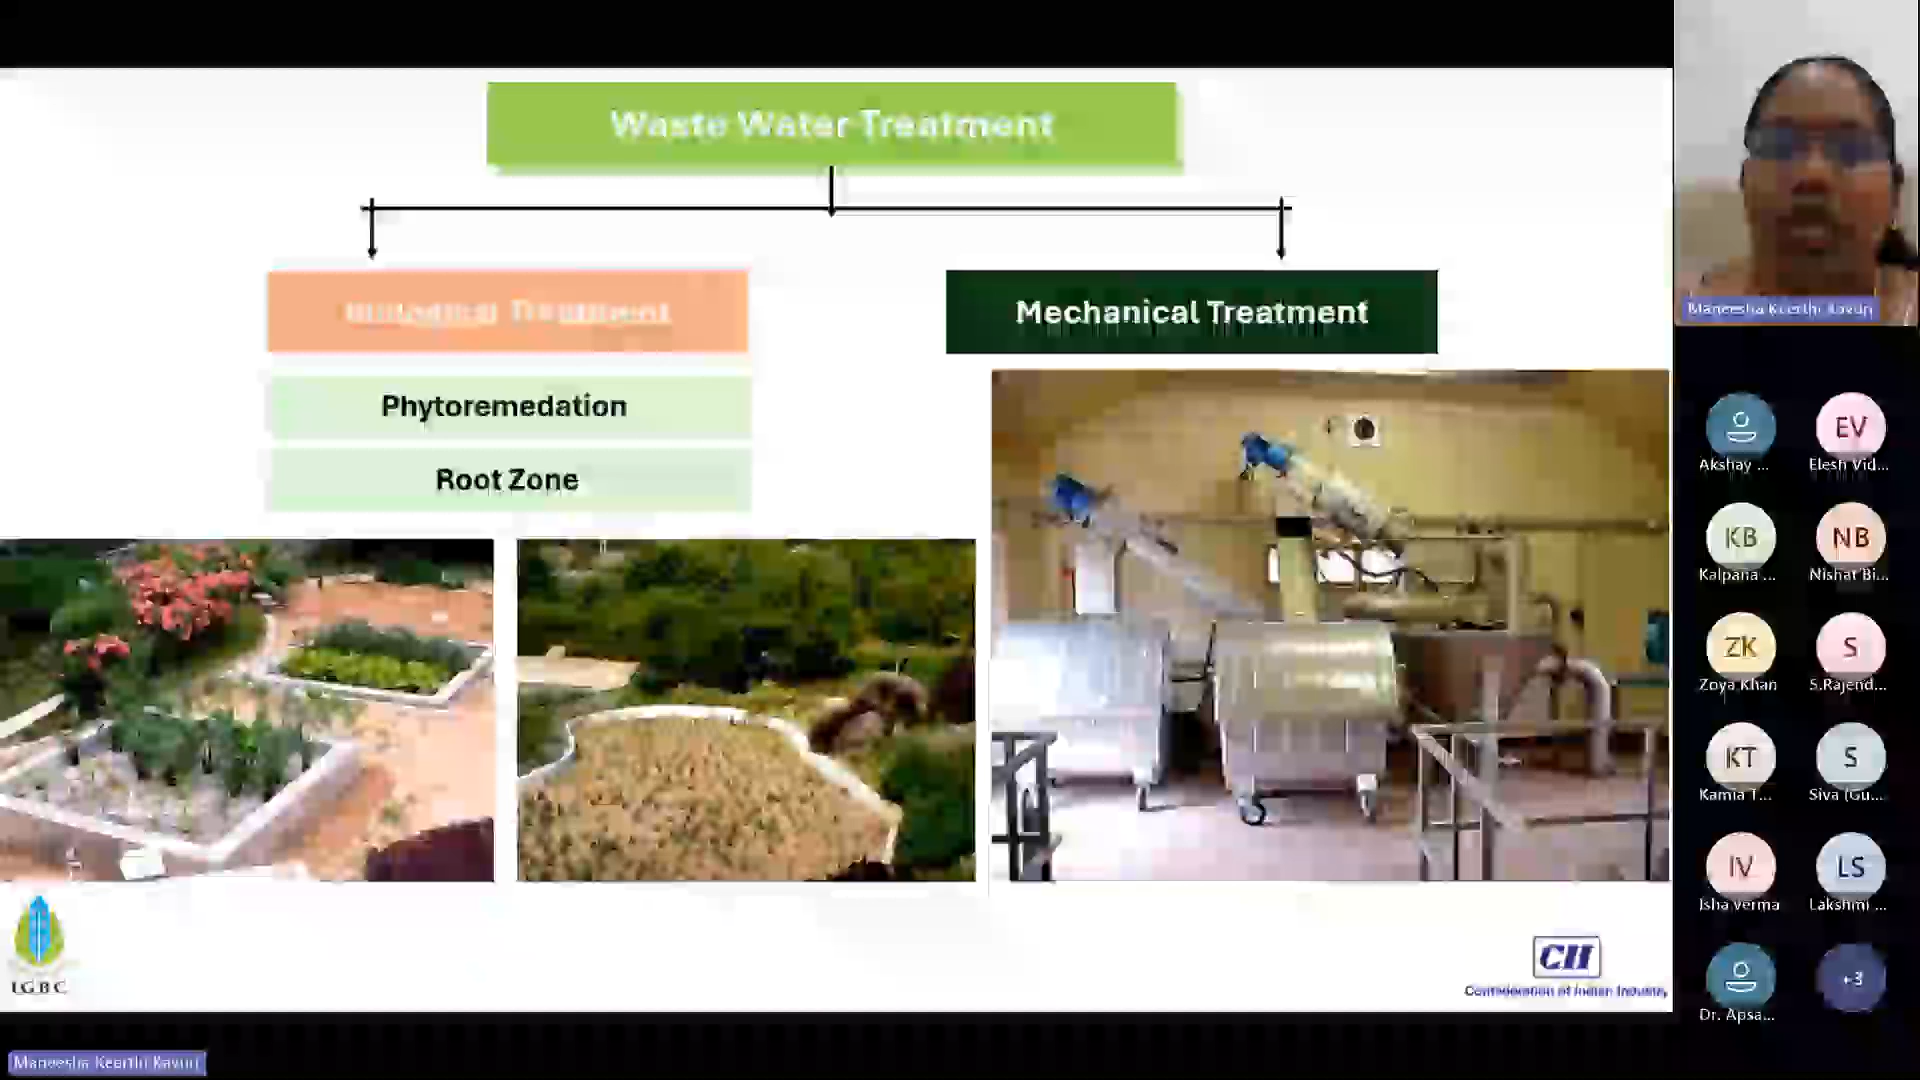 Waste Water Treatment
Biological Treatment
Mechanical Treatment
Phytoremedation
Root Zone
IGBC
CII
Confederation of Indian Industry
Maneesha Keerthi Kavuri
Akshay ...
EV
Elesh Vid...
KB
Kalpana ...
NB
Nishat Bi...
ZK
Zoya Khan
S
S.Rajend...
KT
Kamia T...
S
Siva (Gu...
IV
Isha Verma
LS
Lakshmi ...
Dr. Apsa...
+3
Maneesha Keerthi Kavuri